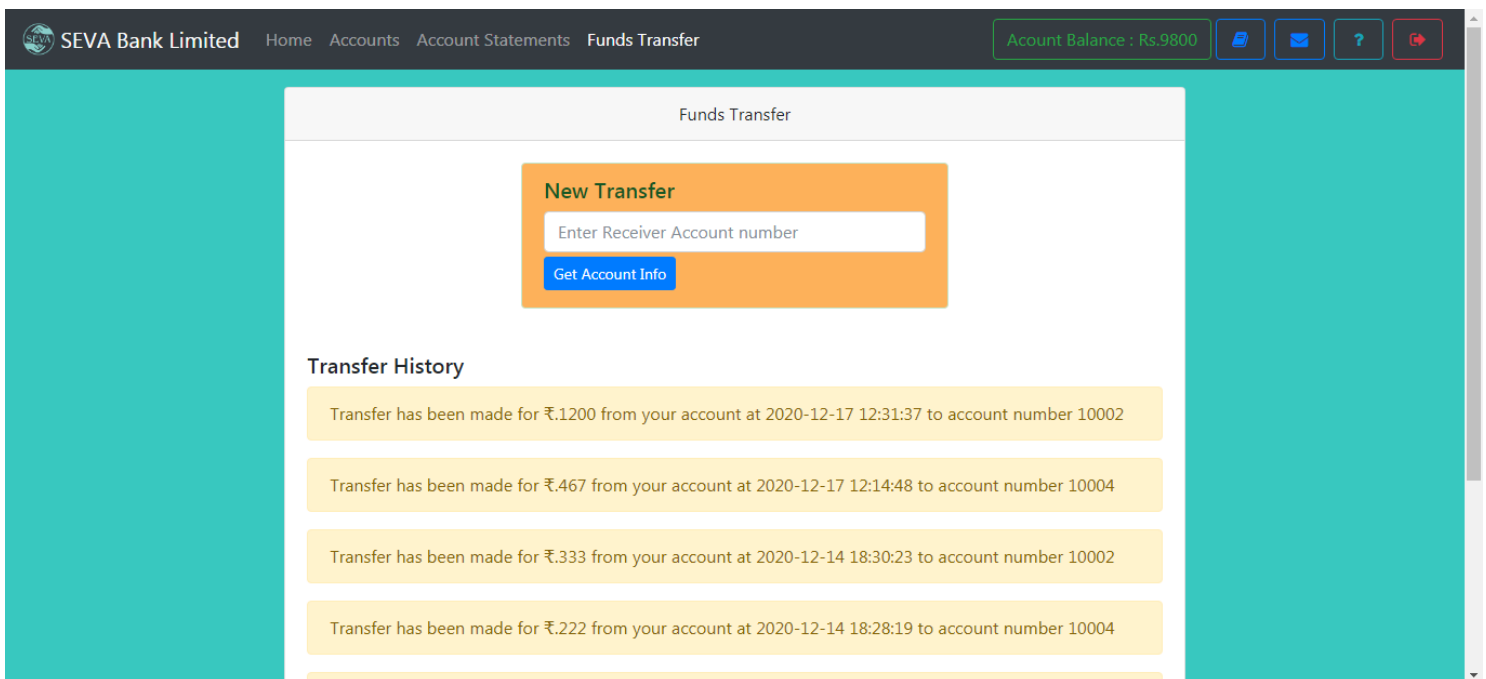 SEVA SEVA Bank Limited Home Accounts Account Statements Funds Transfer Acount Balance : Rs.9800 ?
Funds Transfer
New Transfer
Enter Receiver Account number
Get Account Info
Transfer History
Transfer has been made for ₹.1200 from your account at 2020-12-17 12:31:37 to account number 10002
Transfer has been made for ₹.467 from your account at 2020-12-17 12:14:48 to account number 10004
Transfer has been made for ₹.333 from your account at 2020-12-14 18:30:23 to account number 10002
Transfer has been made for ₹.222 from your account at 2020-12-14 18:28:19 to account number 10004